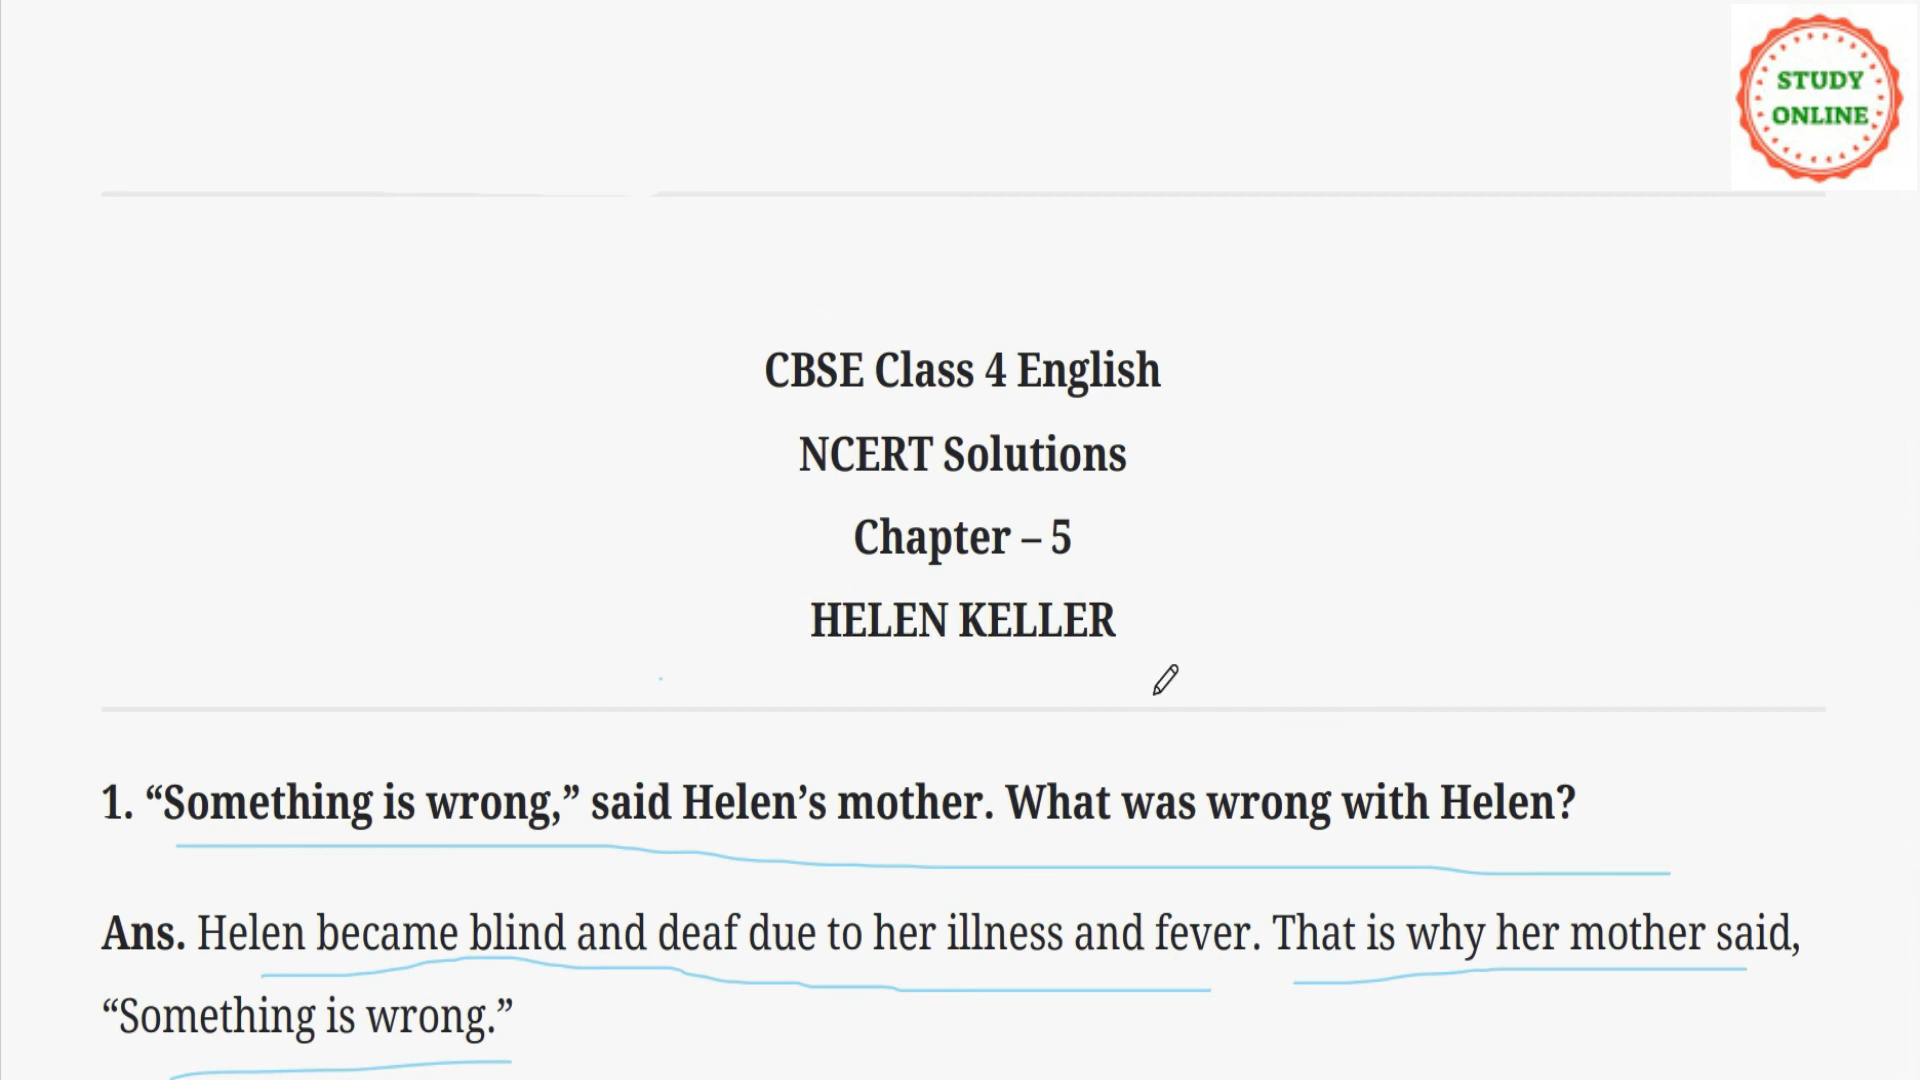 STUDY
ONLINE
CBSE Class 4 English
NCERT Solutions
Chapter – 5
HELEN KELLER
1. “Something is wrong,” said Helen’s mother. What was wrong with Helen?
Ans. Helen became blind and deaf due to her illness and fever. That is why her mother said,
“Something is wrong.”